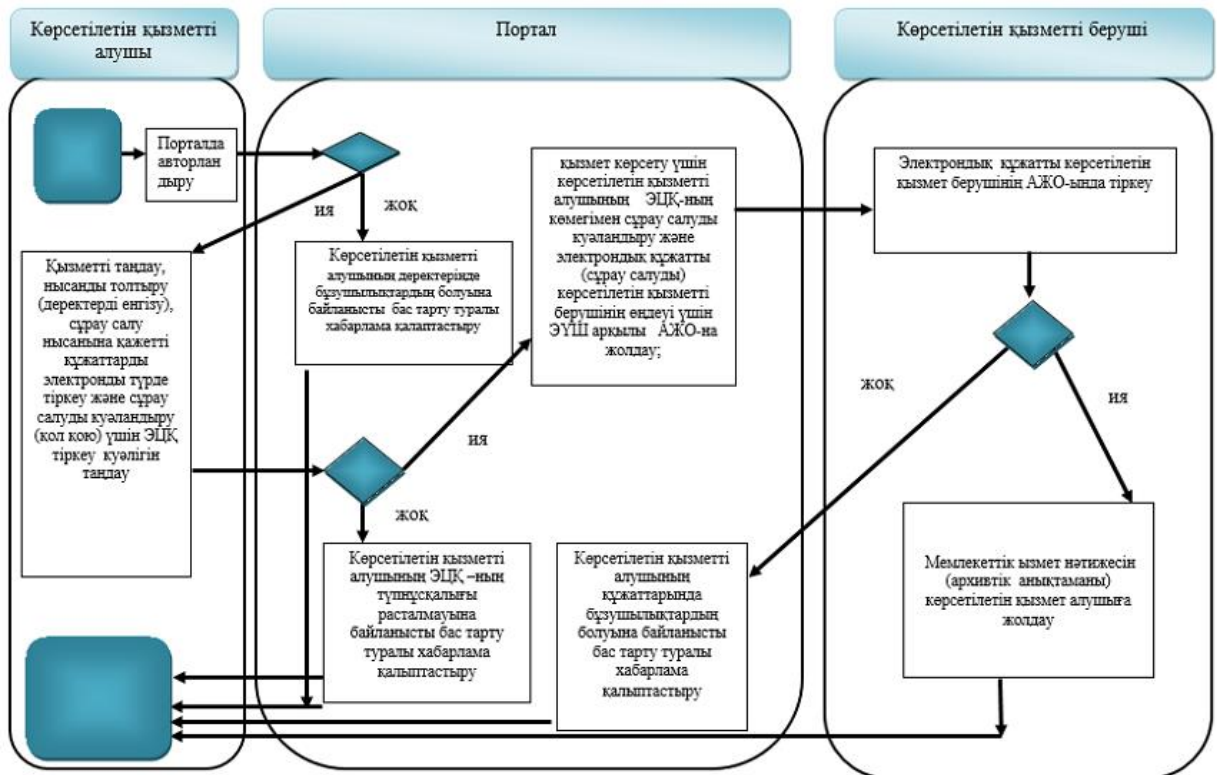 Көрсетілетін қызметті
алушы
Портал
Көрсетілетін қызметті беруші
Порталда
авторлан
дыру
ия
жоқ
Қызметті таңдау,
нысанды толтыру
(деректерді енгізу),
сұрау салу
нысанына қажетті
құжаттарды
электронды түрде
тіркеу және сұрау
салуды куәландыру
(қол қою) үшін ЭЦҚ
тіркеу куәлігін
таңдау
Көрсетілетін қызметті
алушының деректерінде
бұзушылықтардың болуына
байланысты бас тарту туралы
хабарлама қалаптастыру
қызмет көрсету үшін
көрсетілетін қызметті
алушының ЭЦҚ-ның
көмегімен сұрау салуды
куәландыру және
электрондық құжатты
(сұрау салуды)
көрсетілетін қызметті
берушінің өңдеуі үшін
ЭҮШ арқылы АЖО-на
жолдау;
Электрондық құжатты көрсетілетін
қызмет берушінің АЖО-ында тіркеу
ия
жоқ
жоқ
ия
Көрсетілетін қызметті
алушының ЭЦҚ –ның
түпнұсқалығы
расталмауына
байланысты бас тарту
туралы хабарлама
қалыптастыру
Көрсетілетін қызметті
алушының
құжаттарында
бұзушылықтардың
болуына байланысты
бас тарту туралы
хабарлама
қалыптастыру
Мемлекеттік ызмет нәтижесін
(архивтік анықтаманы)
көрсетілетін қызмет алушыға
жолдау